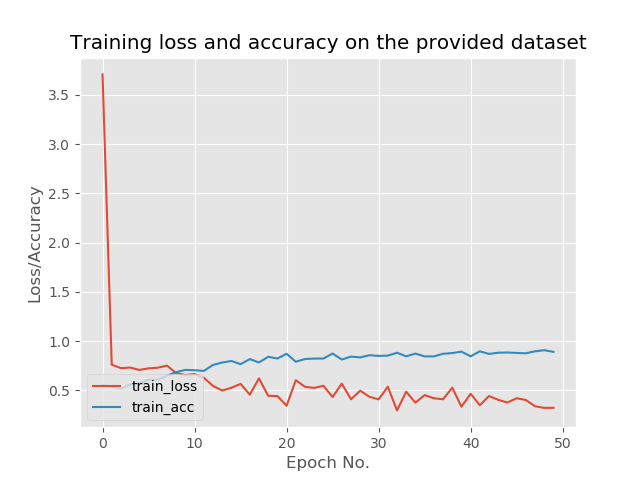 Training loss and accuracy on the provided dataset
3.5
3.0
2.5
2.0
1.5
1.0
0.5
Loss/Accuracy
train_loss
train_acc
0 10 20 30 40 50
Epoch No.